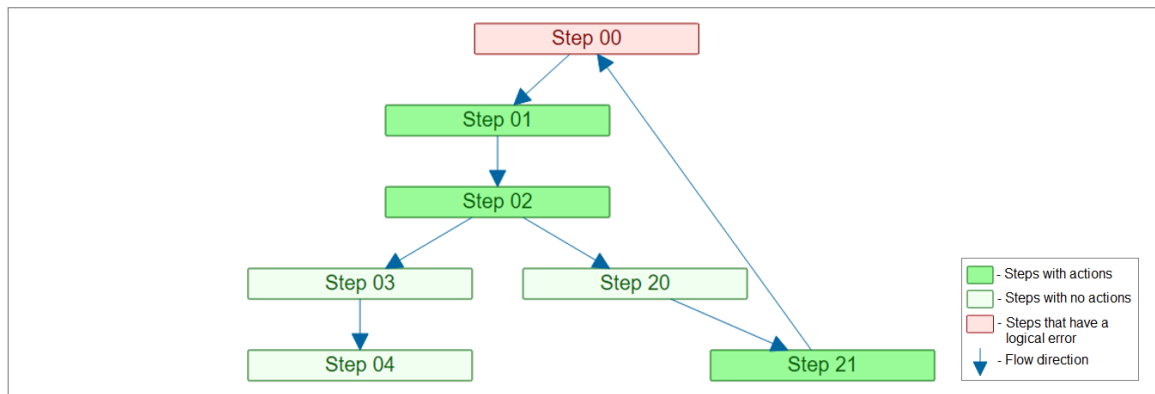 Step 00
Step 01
Step 02
Step 03
Step 20
Step 04
Step 21
- Steps with actions
- Steps with no actions
- Steps that have a
logical error
- Flow direction